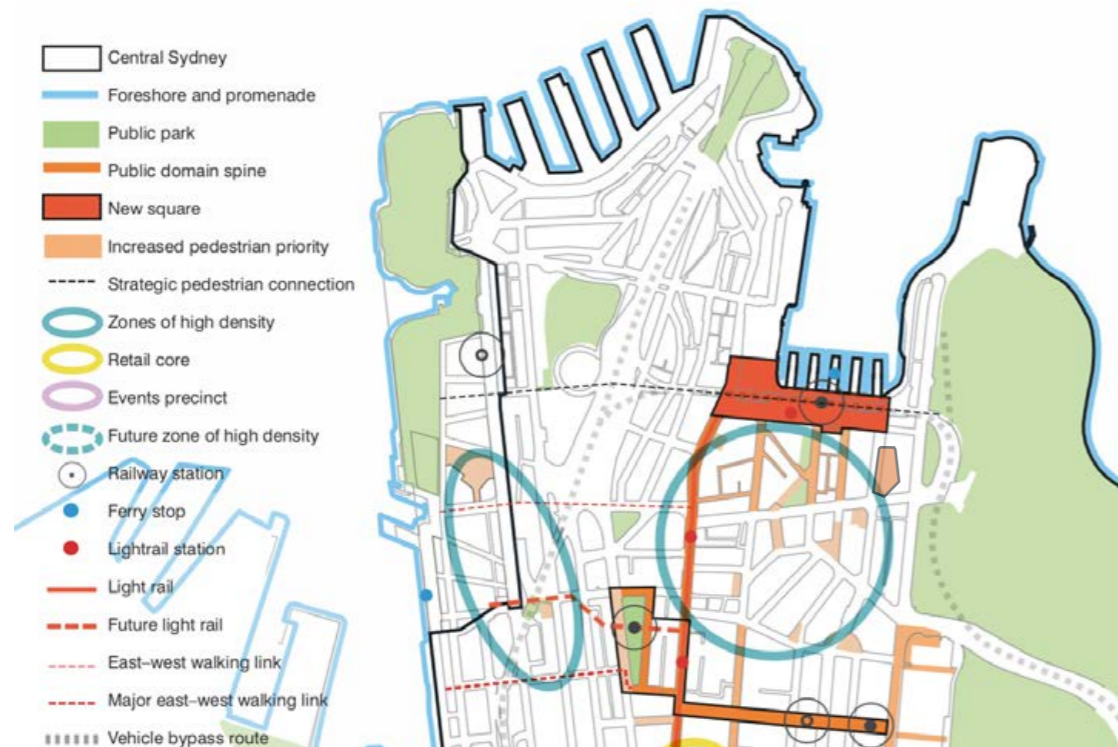 Central Sydney
Foreshore and promenade
Public park
Public domain spine
New square
Increased pedestrian priority
Strategic pedestrian connection
Zones of high density
Retail core
Events precinct
Future zone of high density
Railway station
Ferry stop
Lightrail station
Light rail
Future light rail
East–west walking link
Major east–west walking link
Vehicle bypass route